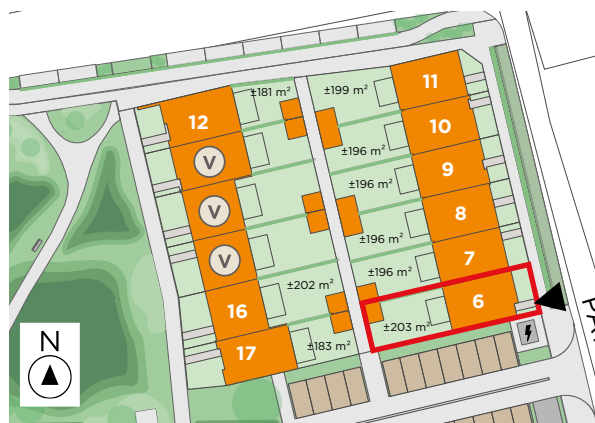 ±181 m²
±199 m²
11
12
10
±196 m²
V
9
±196 m²
V
8
±196 m²
V
7
±196 m²
±202 m²
6
16
±203 m²
17
±183 m²
N